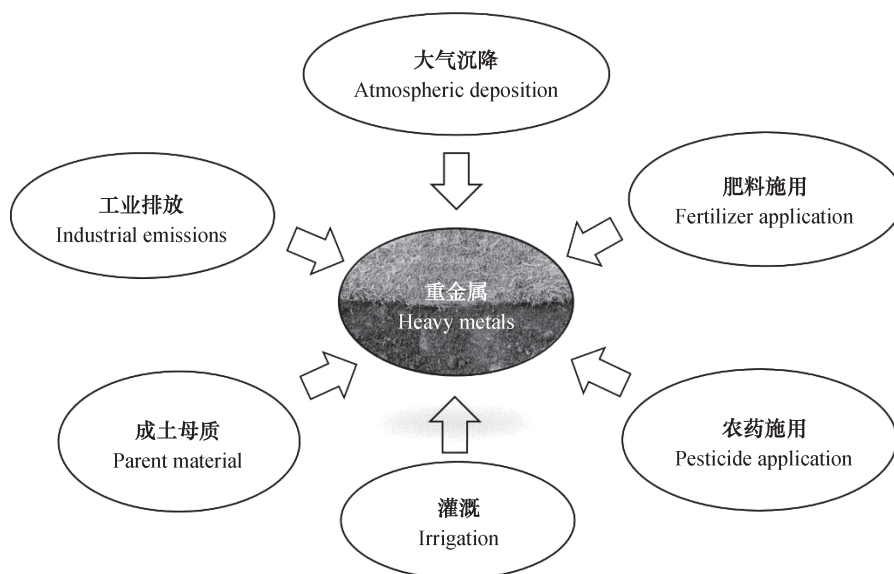 大气沉降
Atmospheric deposition
工业排放
Industrial emissions
肥料施用
Fertilizer application
重金属
Heavy metals
成土母质
Parent material
农药施用
Pesticide application
灌溉
Irrigation